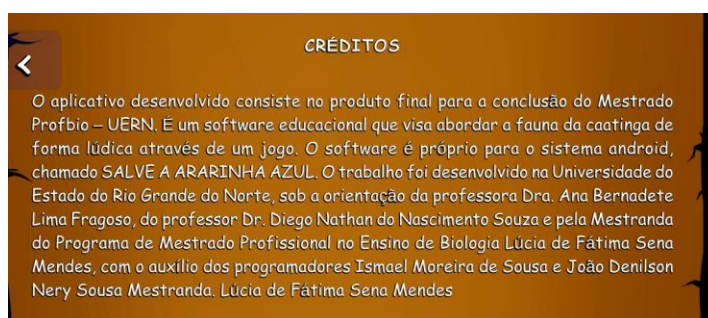 CRÉDITOS
O aplicativo desenvolvido consiste no produto final para a conclusão do Mestrado
Profbio – UERN. É um software educacional que visa abordar a fauna da caatinga de
forma lúdica através de um jogo. O software é próprio para o sistema android,
chamado SALVE A ARARINHA AZUL. O trabalho foi desenvolvido na Universidade do
Estado do Rio Grande do Norte, sob a orientação da professora Dra. Ana Bernadete
Lima Fragoso, do professor Dr. Diego Nathan do Nascimento Souza e pela Mestranda
do Programa de Mestrado Profissional no Ensino de Biologia Lúcia de Fátima Sena
Mendes, com o auxílio dos programadores Ismael Moreira de Sousa e João Denilson
Nery Sousa Mestranda. Lúcia de Fátima Sena Mendes